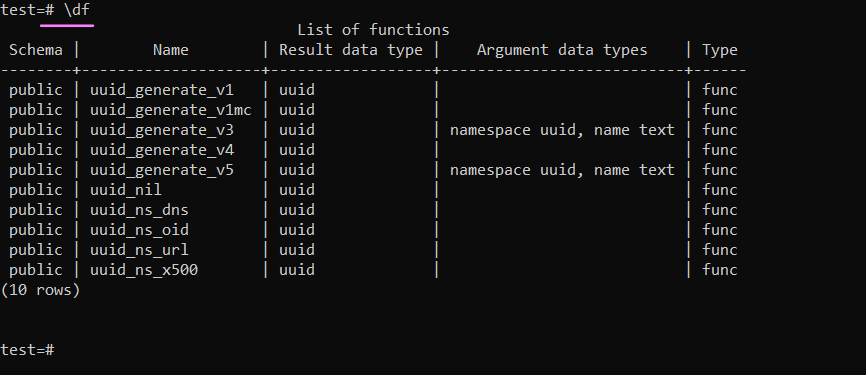 test=# \df
                                 List of functions
 Schema |        Name        | Result data type |    Argument data types    | Type
--------+--------------------+------------------+---------------------------+------
 public | uuid_generate_v1   | uuid             |                           | func
 public | uuid_generate_v1mc | uuid             |                           | func
 public | uuid_generate_v3   | uuid             | namespace uuid, name text | func
 public | uuid_generate_v4   | uuid             |                           | func
 public | uuid_generate_v5   | uuid             | namespace uuid, name text | func
 public | uuid_nil           | uuid             |                           | func
 public | uuid_ns_dns        | uuid             |                           | func
 public | uuid_ns_oid        | uuid             |                           | func
 public | uuid_ns_url        | uuid             |                           | func
 public | uuid_ns_x500       | uuid             |                           | func
(10 rows)
test=#